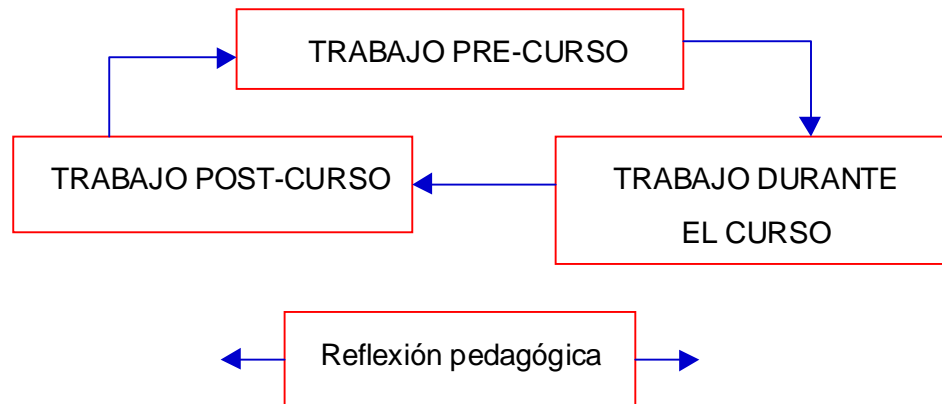 TRABAJO PRE-CURSO
TRABAJO POST-CURSO
TRABAJO DURANTE
EL CURSO
Reflexión pedagógica